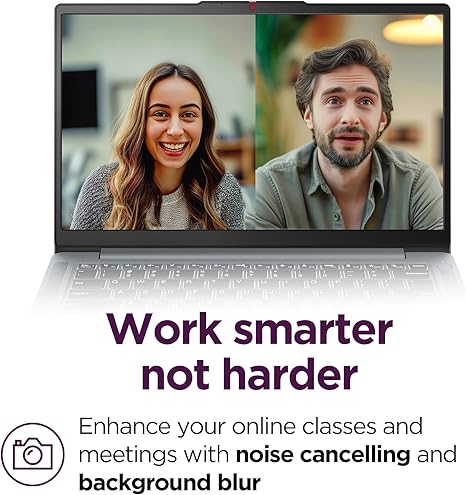 Work smarter
not harder
Enhance your online classes and
meetings with noise cancelling and
background blur